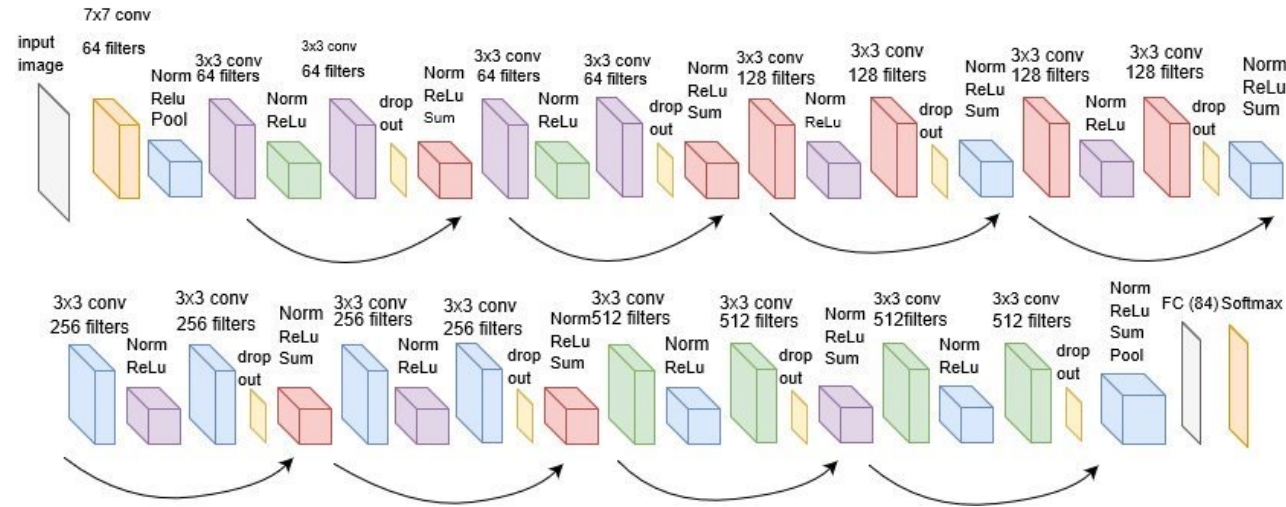 input
image
7x7 conv
64 filters
Norm
Relu
Pool
3x3 conv
64 filters
Norm
ReLu
3x3 conv
64 filters
drop
out
Norm
ReLu
Sum
3x3 conv
64 filters
Norm
ReLu
3x3 conv
64 filters
drop
out
Norm
ReLu
Sum
3x3 conv
128 filters
Norm
ReLu
3x3 conv
128 filters
drop
out
Norm
ReLu
Sum
3x3 conv
128 filters
Norm
ReLu
3x3 conv
128 filters
drop
out
Norm
ReLu
Sum
3x3 conv
256 filters
Norm
ReLu
3x3 conv
256 filters
drop
out
Norm
ReLu
Sum
3x3 conv
256 filters
Norm
ReLu
3x3 conv
256 filters
drop
out
Norm
ReLu
Sum
3x3 conv
512 filters
Norm
ReLu
3x3 conv
512 filters
drop
out
Norm
ReLu
Sum
3x3 conv
512filters
Norm
ReLu
3x3 conv
512 filters
drop
out
Norm
ReLu
Sum
Pool
FC (84) Softmax